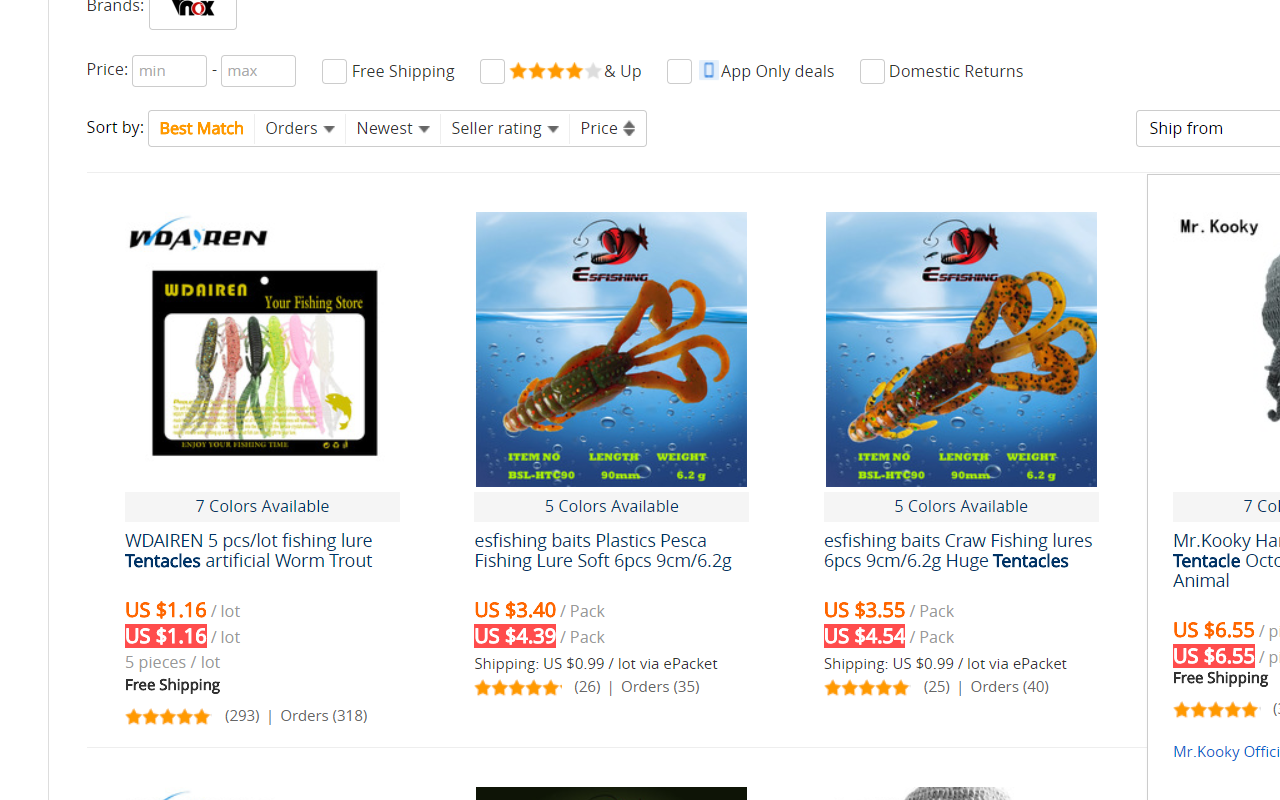 Brands:
Price: min - max Free Shipping & Up App Only deals Domestic Returns
Sort by: Best Match Orders Newest Seller rating Price Ship from
WDAIREN
WDAIREN
Your Fishing Store
ENJOY YOUR FISHING TIME
7 Colors Available
WDAIREN 5 pcs/lot fishing lure
Tentacles artificial Worm Trout
US $1.16 / lot
US $1.16 / lot
5 pieces / lot
Free Shipping
(293) | Orders (318)
ESFISHING
ITEM NO LENGTH WEIGHT
BSL-HTC90 90mm 6.2 g
5 Colors Available
esfishing baits Plastics Pesca
Fishing Lure Soft 6pcs 9cm/6.2g
US $3.40 / Pack
US $4.39 / Pack
Shipping: US $0.99 / lot via ePacket
(26) | Orders (35)
ESFISHING
ITEM NO LENGTH WEIGHT
BSL-HTC90 90mm 6.2 g
5 Colors Available
esfishing baits Craw Fishing lures
6pcs 9cm/6.2g Huge Tentacles
US $3.55 / Pack
US $4.54 / Pack
Shipping: US $0.99 / lot via ePacket
(25) | Orders (40)
Mr. Kooky
7 Col
Mr.Kooky Har
Tentacle Octo
Animal
US $6.55 / pi
US $6.55 / pi
Free Shipping
Mr.Kooky Offici